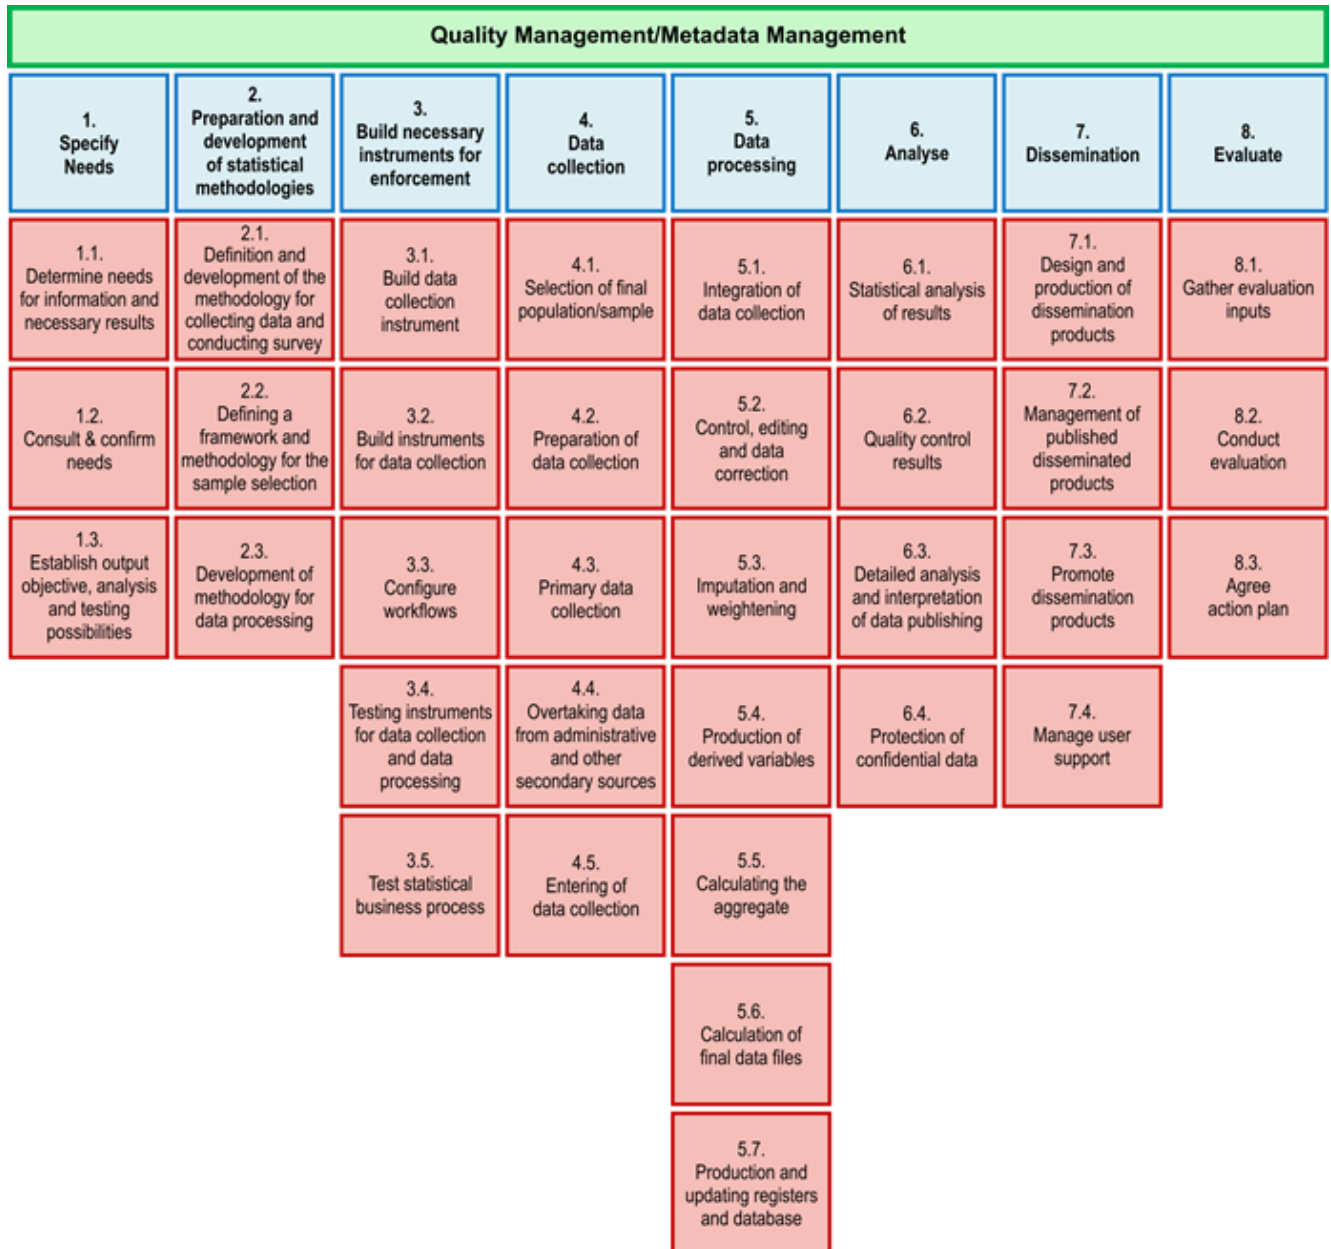 Quality Management/Metadata Management
1.
Specify
Needs
2.
Preparation and
development
of statistical
methodologies
3.
Build necessary
instruments for
enforcement
4.
Data
collection
5.
Data
processing
6.
Analyse
7.
Dissemination
8.
Evaluate
1.1.
Determine needs
for information and
necessary results
2.1.
Definition and
development of the
methodology for
collecting data and
conducting survey
3.1.
Build data
collection
instrument
4.1.
Selection of final
population/sample
5.1.
Integration of
data collection
6.1.
Statistical analysis
of results
7.1.
Design and
production of
dissemination
products
8.1.
Gather evaluation
inputs
1.2.
Consult & confirm
needs
2.2.
Defining a
framework and
methodology for the
sample selection
3.2.
Build instruments
for data collection
4.2.
Preparation of
data collection
5.2.
Control, editing
and data
correction
6.2.
Quality control
results
7.2.
Management of
published
disseminated
products
8.2.
Conduct
evaluation
1.3.
Establish output
objective, analysis
and testing
possibilities
2.3.
Development of
methodology for
data processing
3.3.
Configure
workflows
4.3.
Primary data
collection
5.3.
Imputation and
weightening
6.3.
Detailed analysis
and interpretation
of data publishing
7.3.
Promote
dissemination
products
8.3.
Agree
action plan
3.4.
Testing instruments
for data collection
and data
processing
4.4.
Overtaking data
from administrative
and other
secondary sources
5.4.
Production of
derived variables
6.4.
Protection of
confidential data
7.4.
Manage user
support
3.5.
Test statistical
business process
4.5.
Entering of
data collection
5.5.
Calculating the
aggregate
5.6.
Calculation of
final data files
5.7.
Production and
updating registers
and database